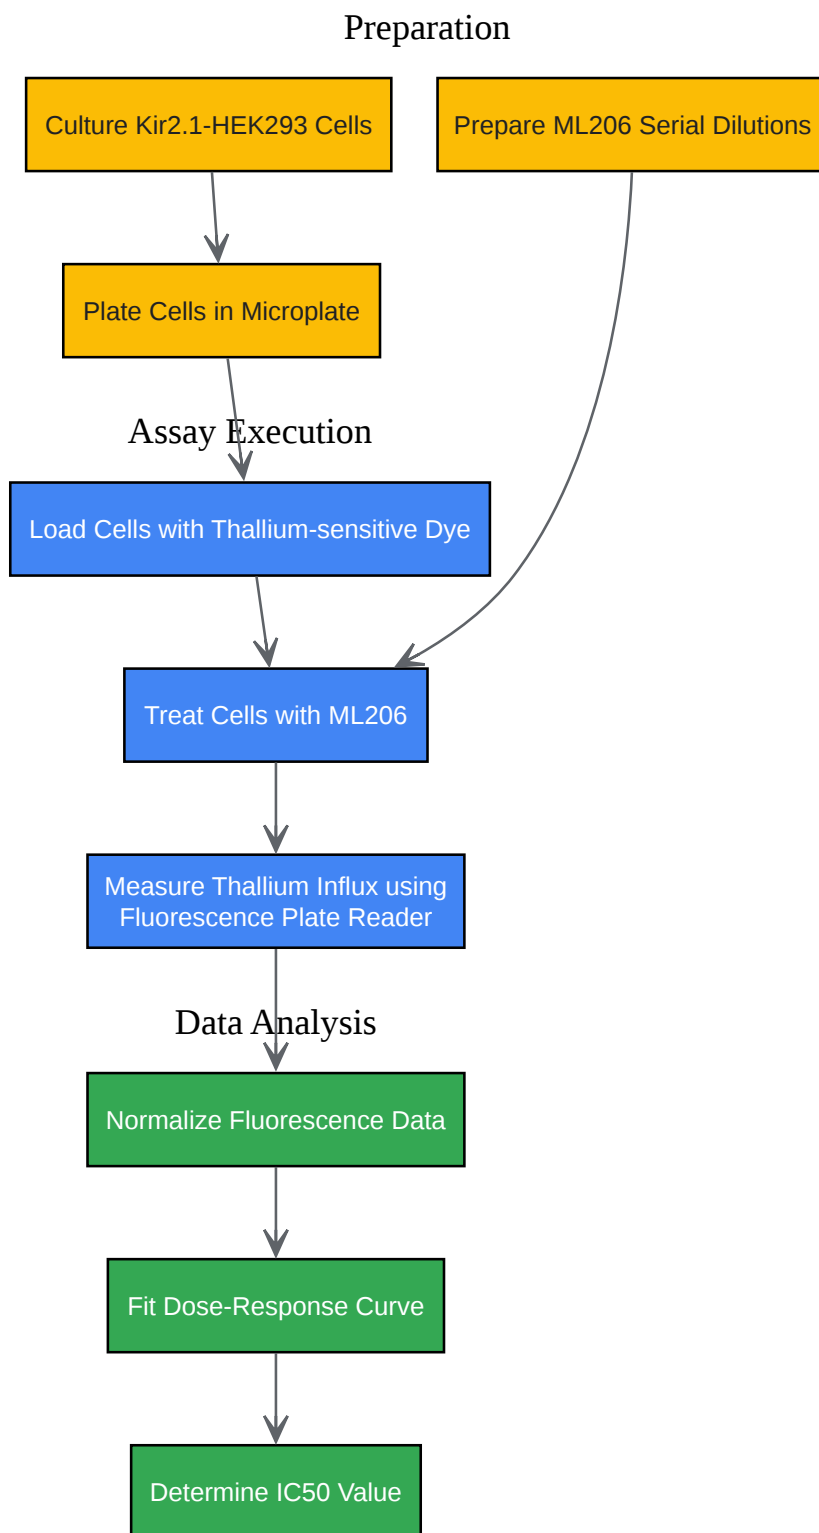 Preparation
Culture Kir2.1-HEK293 Cells
Prepare ML206 Serial Dilutions
Plate Cells in Microplate
Assay Execution
Load Cells with Thallium-sensitive Dye
Treat Cells with ML206
Measure Thallium Influx using
Fluorescence Plate Reader
Data Analysis
Normalize Fluorescence Data
Fit Dose-Response Curve
Determine IC50 Value